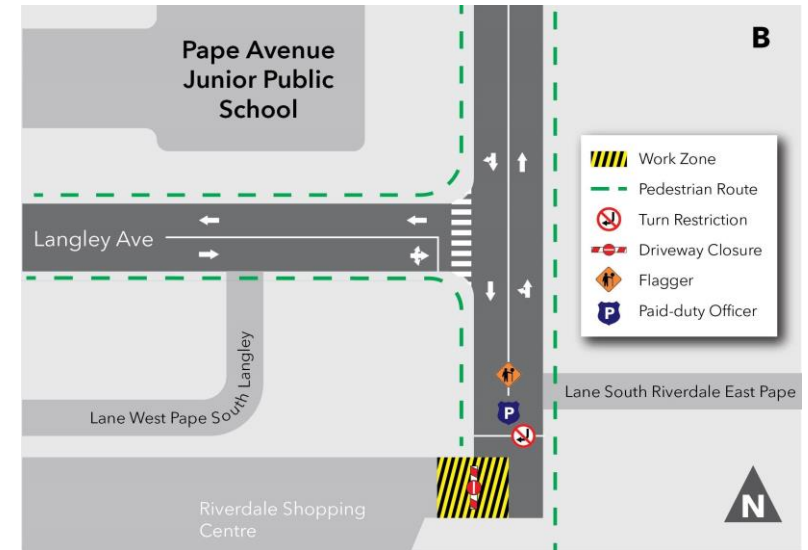 Pape Avenue
Junior Public
School
B
Work Zone
Pedestrian Route
Turn Restriction
Driveway Closure
Flagger
P
Paid-duty Officer
Langley Ave
Lane West Pape South Langley
P
Lane South Riverdale East Pape
Riverdale Shopping
Centre
N